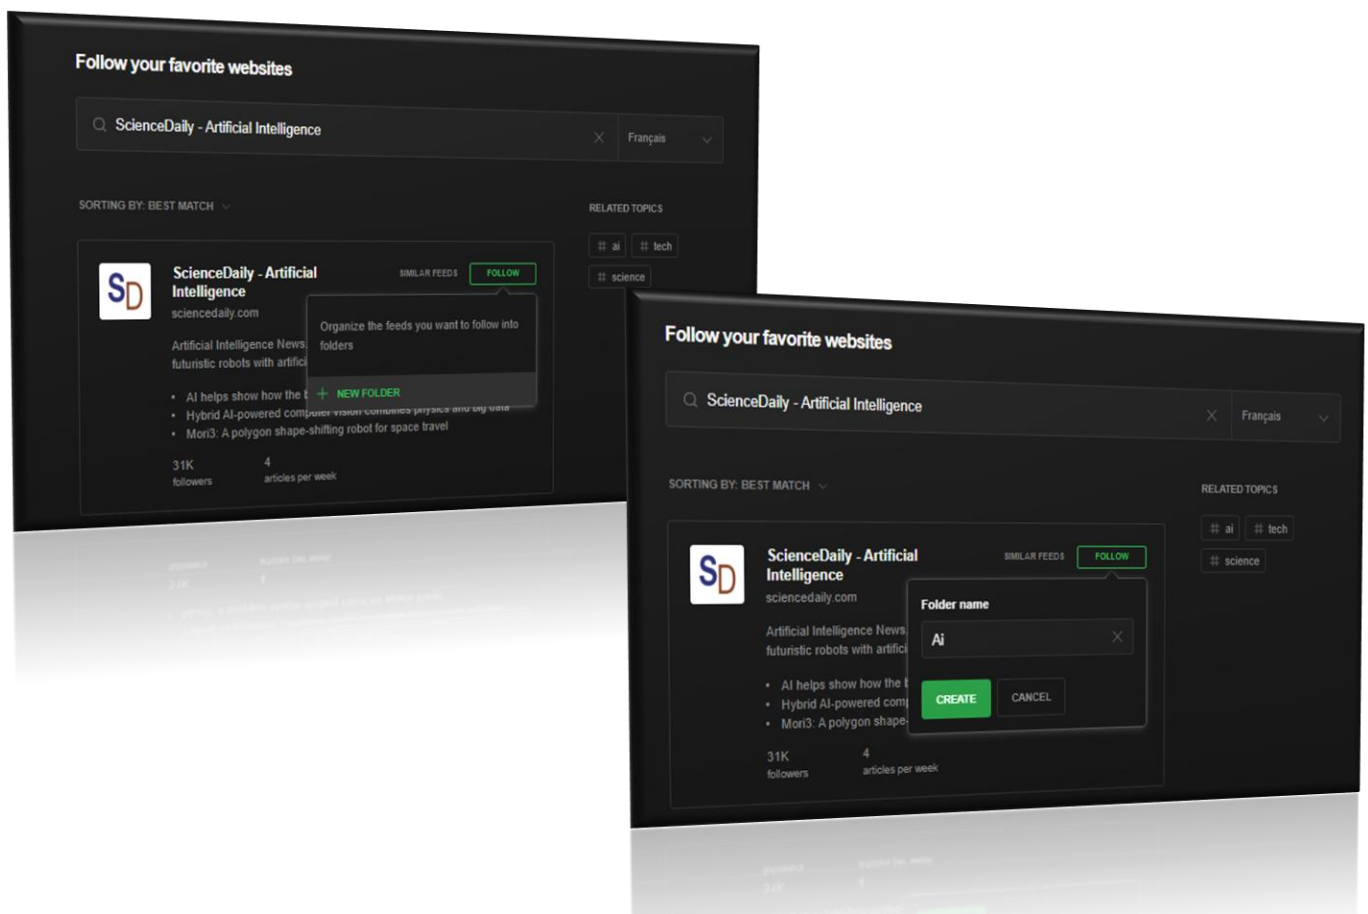 Follow your favorite websites
ScienceDaily - Artificial Intelligence
Français
SORTING BY: BEST MATCH
RELATED TOPICS
# ai # tech
# science
SD
ScienceDaily - Artificial
Intelligence
SIMILAR FEEDS
FOLLOW
sciencedaily.com
Organize the feeds you want to follow into
folders
+ NEW FOLDER
Artificial Intelligence News.
futuristic robots with artifici
• AI helps show how the b
• Hybrid AI-powered computer vision combines physics and big data
• Mori3: A polygon shape-shifting robot for space travel
31K
followers
4
articles per week
Follow your favorite websites
ScienceDaily - Artificial Intelligence
Français
SORTING BY: BEST MATCH
RELATED TOPICS
# ai # tech
# science
SD
ScienceDaily - Artificial
Intelligence
SIMILAR FEEDS
FOLLOW
sciencedaily.com
Folder name
Ai
CREATE
CANCEL
Artificial Intelligence News.
futuristic robots with artifici
• AI helps show how the b
• Hybrid AI-powered comp
• Mori3: A polygon shape-
31K
followers
4
articles per week